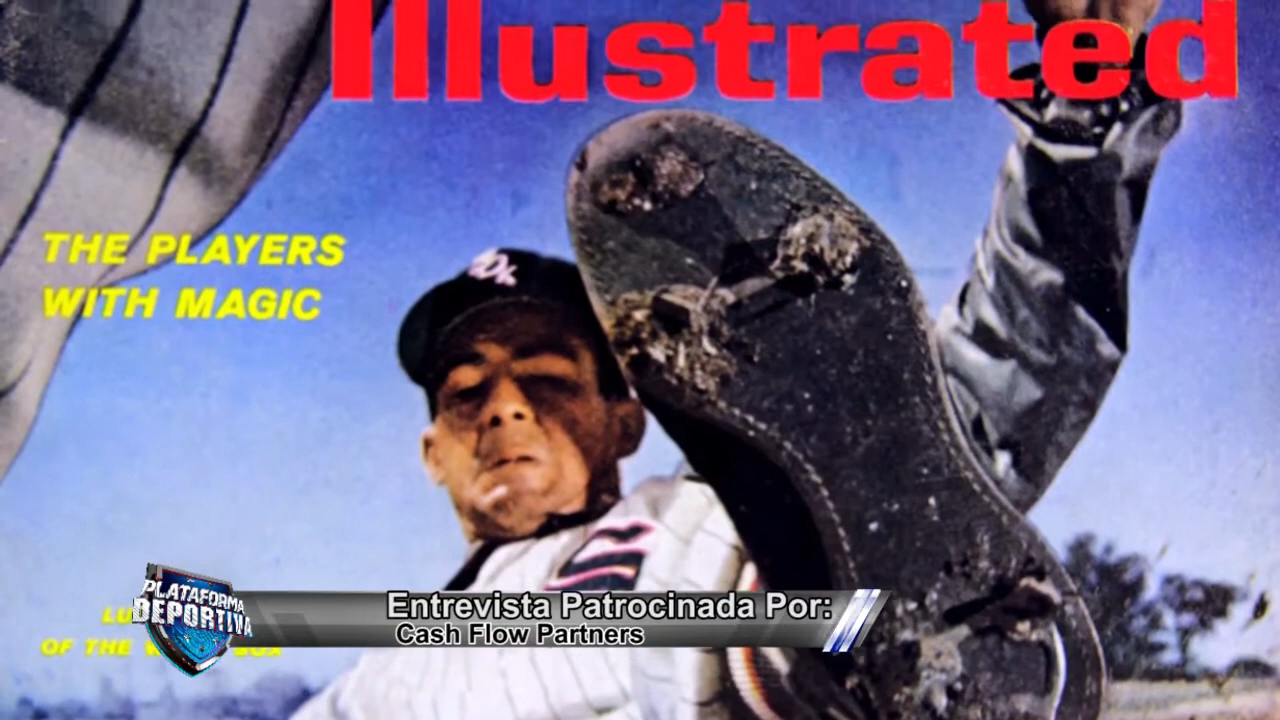 Illustrated
THE PLAYERS
WITH MAGIC
PLATAFORMA
DEPORTIVA
Entrevista Patrocinada Por:
Cash Flow Partners
OF THE